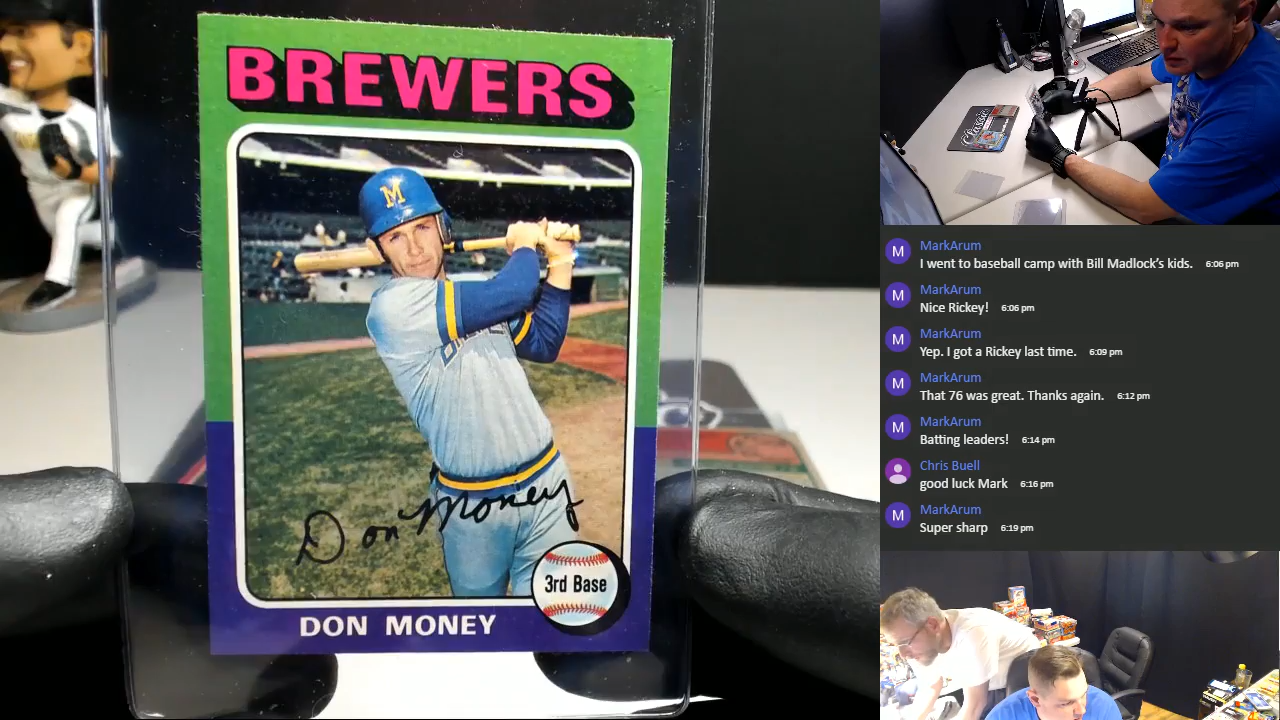 BREWERS
M
Don Money
3rd Base
DON MONEY
M
MarkArum
I went to baseball camp with Bill Madlock's kids. 6:06 pm
M
MarkArum
Nice Rickey! 6:06 pm
M
MarkArum
Yep. I got a Rickey last time. 6:09 pm
M
MarkArum
That 76 was great. Thanks again. 6:12 pm
M
MarkArum
Batting leaders! 6:14 pm
Chris Buell
good luck Mark 6:16 pm
M
MarkArum
Super sharp 6:19 pm